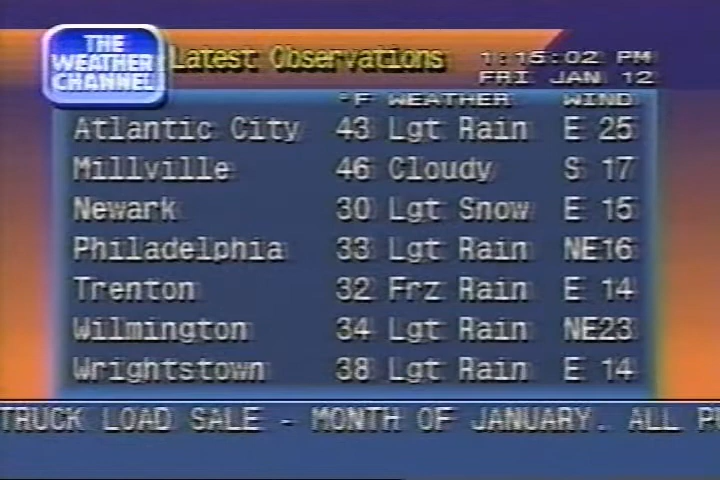 THE
WEATHER
CHANNEL
Latest Observations
1:15:02 PM
FRI JAN 12
°F WEATHER WIND
Atlantic City 43 Lgt Rain E 25
Millville 46 Cloudy S 17
Newark 30 Lgt Snow E 15
Philadelphia 33 Lgt Rain NE16
Trenton 32 Frz Rain E 14
Wilmington 34 Lgt Rain NE23
Wrightstown 38 Lgt Rain E 14
TRUCK LOAD SALE - MONTH OF JANUARY. ALL